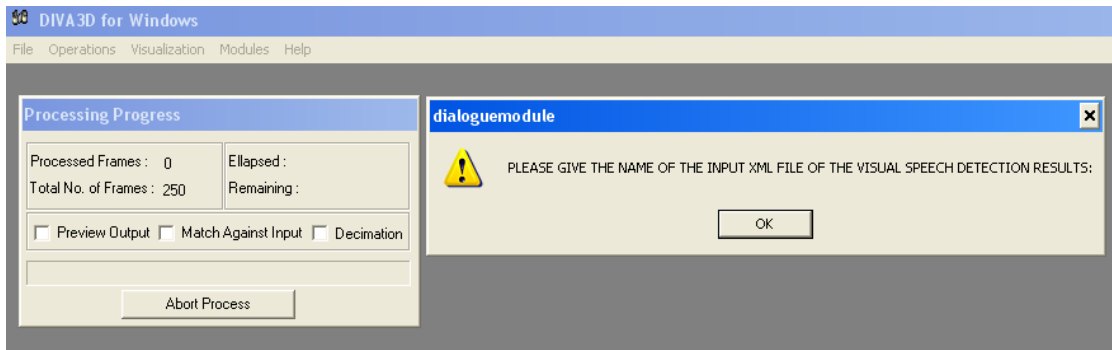 DIVA3D for Windows
File Operations Visualization Modules Help
Processing Progress
Processed Frames : 0
Total No. of Frames : 250
Ellapsed :
Remaining :
Preview Output
Match Against Input
Decimation
Abort Process
dialoguemodule
PLEASE GIVE THE NAME OF THE INPUT XML FILE OF THE VISUAL SPEECH DETECTION RESULTS:
OK